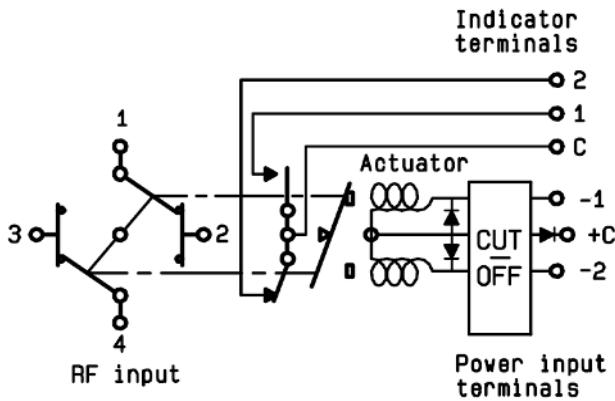 Indicator
terminals
2
1
C
1
Actuator
3
2
-1
+C
-2
CUT
OFF
4
RF input
Power input
terminals